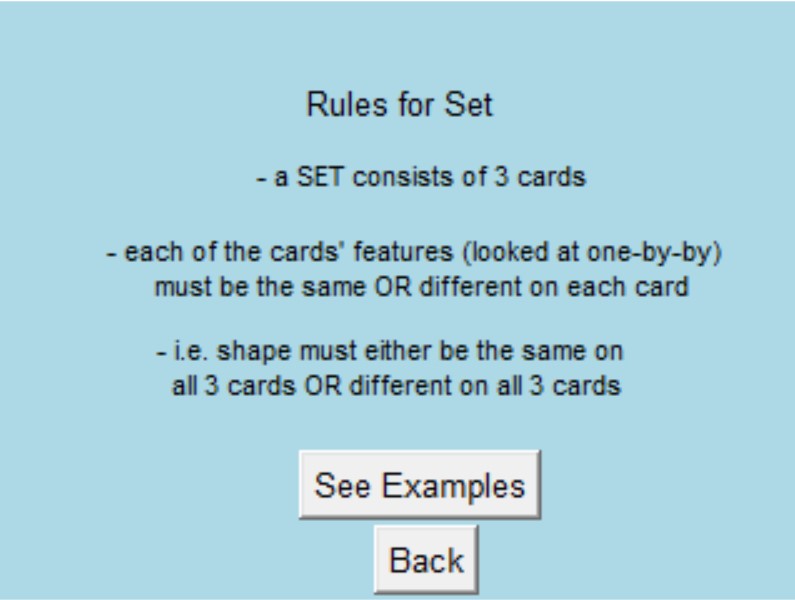 Rules for Set
- a SET consists of 3 cards
- each of the cards' features (looked at one-by-by)
must be the same OR different on each card
- i.e. shape must either be the same on
all 3 cards OR different on all 3 cards
See Examples
Back